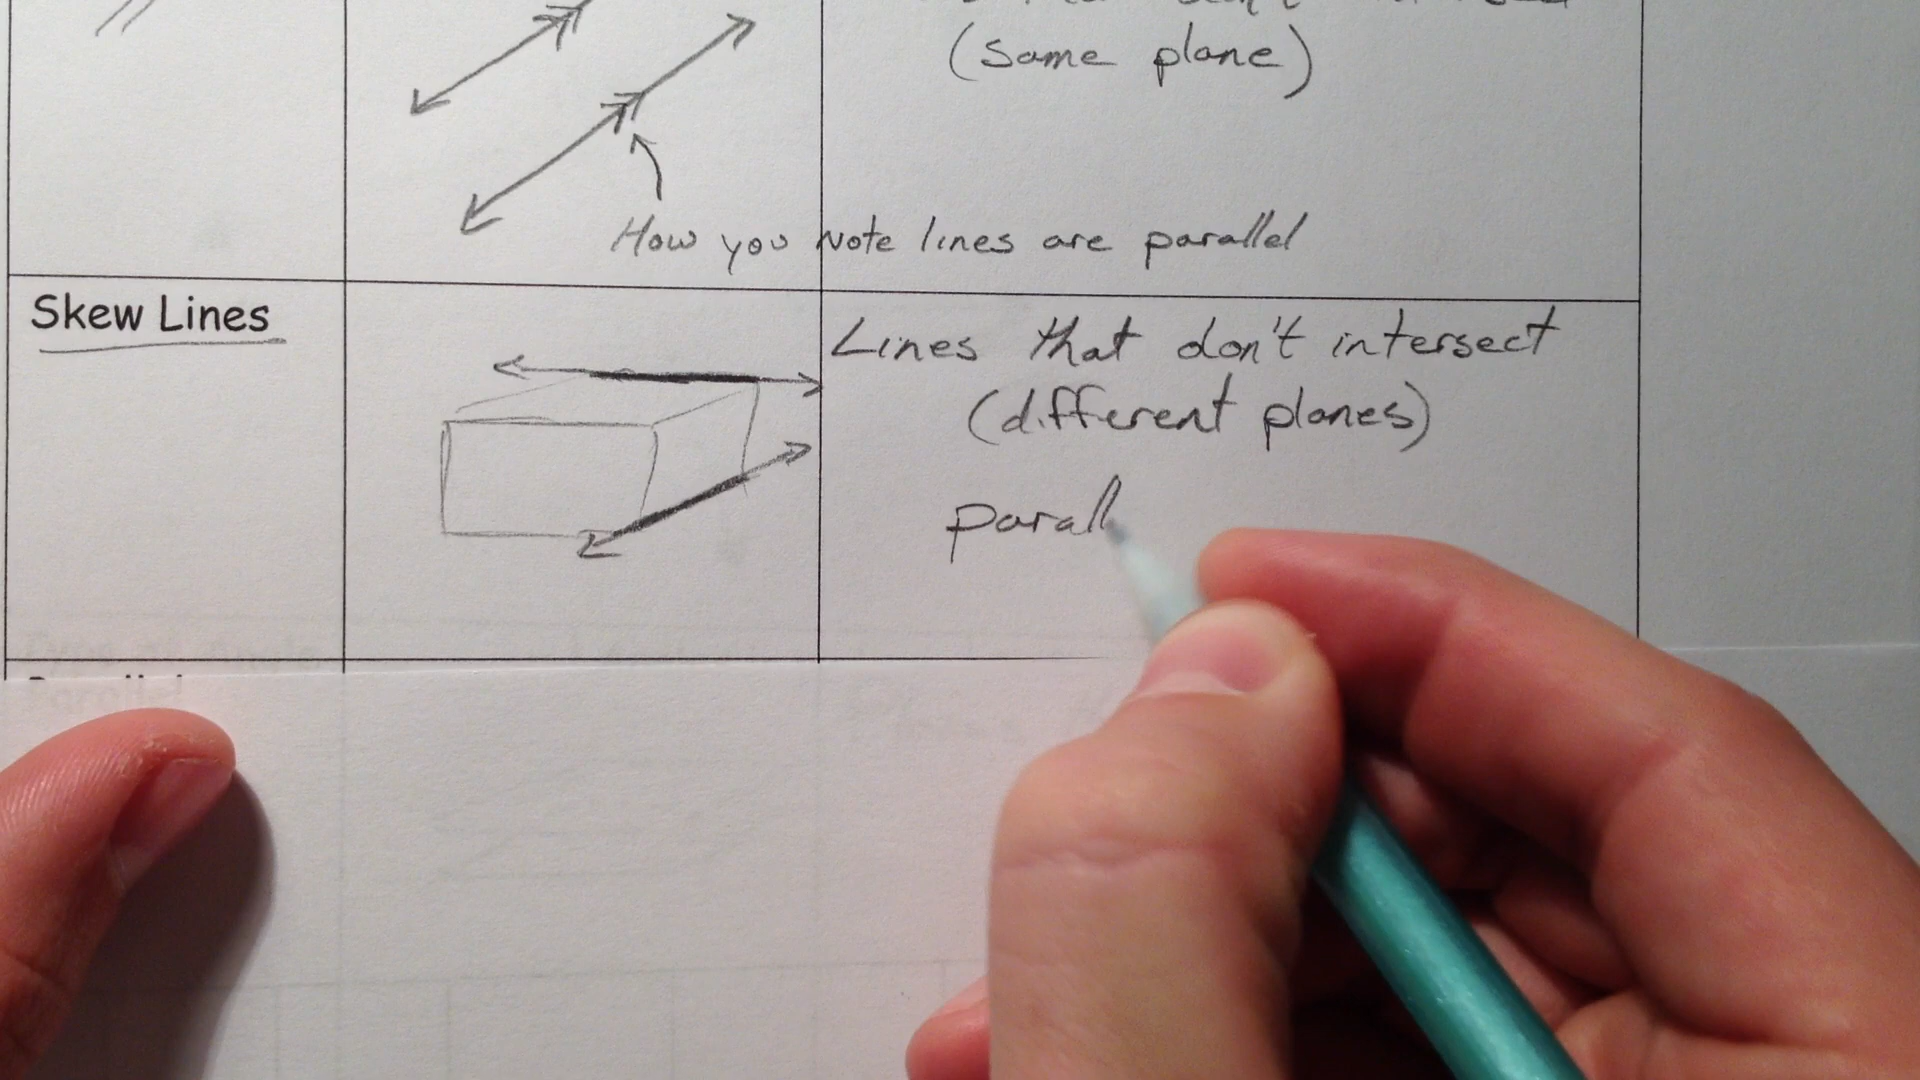 (same plane)
How you note lines are parallel
Skew Lines
Lines that don't intersect
(different planes)
parall